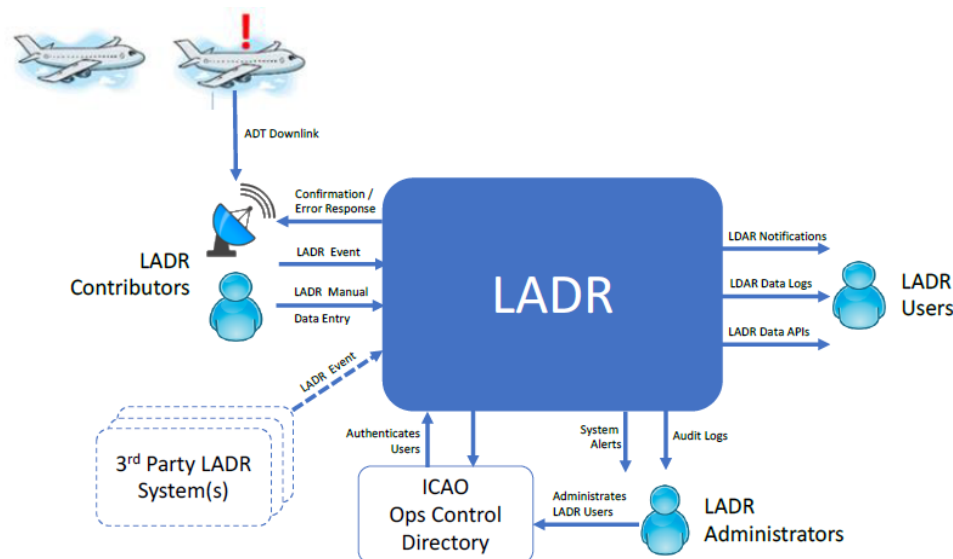 !
ADT Downlink
Confirmation /
Error Response
LADR Event
LADR Manual
Data Entry
LADR
Contributors
LADR
LDAR Notifications
LDAR Data Logs
LADR Data APIs
LADR
Users
LADR Event
3rd Party LADR
System(s)
Authenticates
Users
System
Alerts
Audit Logs
ICAO
Ops Control
Directory
Administrates
LADR Users
LADR
Administrators